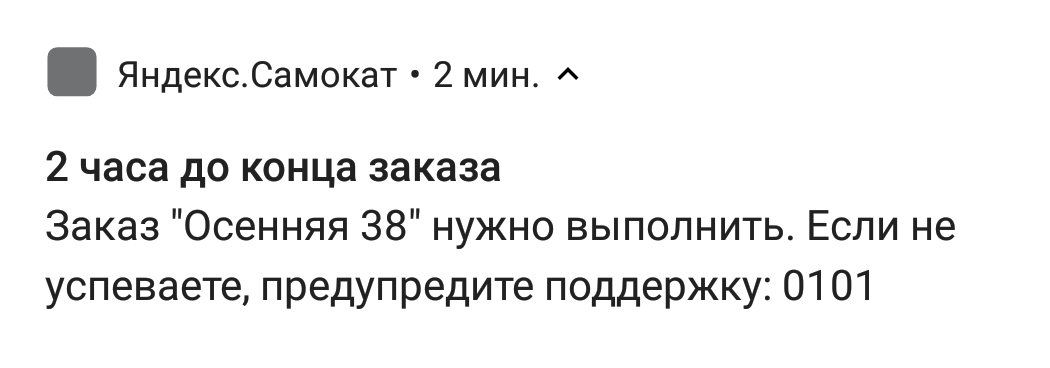 Яндекс.Самокат • 2 мин.
2 часа до конца заказа
Заказ "Осенняя 38" нужно выполнить. Если не
успеваете, предупредите поддержку: 0101